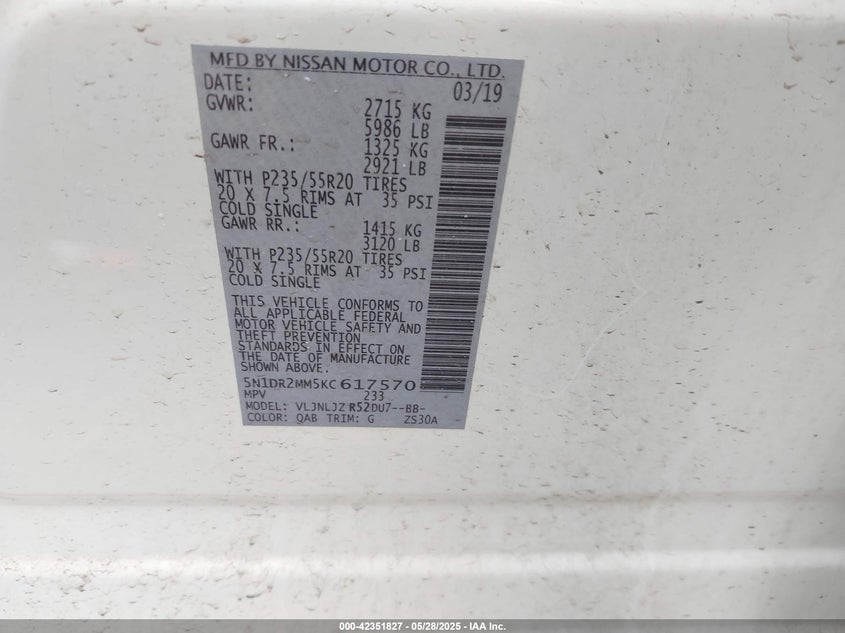 MFD BY NISSAN MOTOR CO., LTD.
DATE: 03/19
GVWR: 2715 KG
5986 LB
GAWR FR.: 1325 KG
2921 LB
WITH P235/55R20 TIRES
20 X 7.5 RIMS AT 35 PSI
COLD SINGLE
GAWR RR.: 1415 KG
3120 LB
WITH P235/55R20 TIRES
20 X 7.5 RIMS AT 35 PSI
COLD SINGLE
THIS VEHICLE CONFORMS TO
ALL APPLICABLE FEDERAL
MOTOR VEHICLE SAFETY AND
THEFT PREVENTION
STANDARDS IN EFFECT ON
THE DATE OF MANUFACTURE
SHOWN ABOVE.
5N1DR2MM5KC617570
MPV 233
MODEL: VLJNLJZ R52DU7--BB-
COLOR: QAB TRIM: G ZS30A
000-42351827 - 05/28/2025 - IAA Inc.